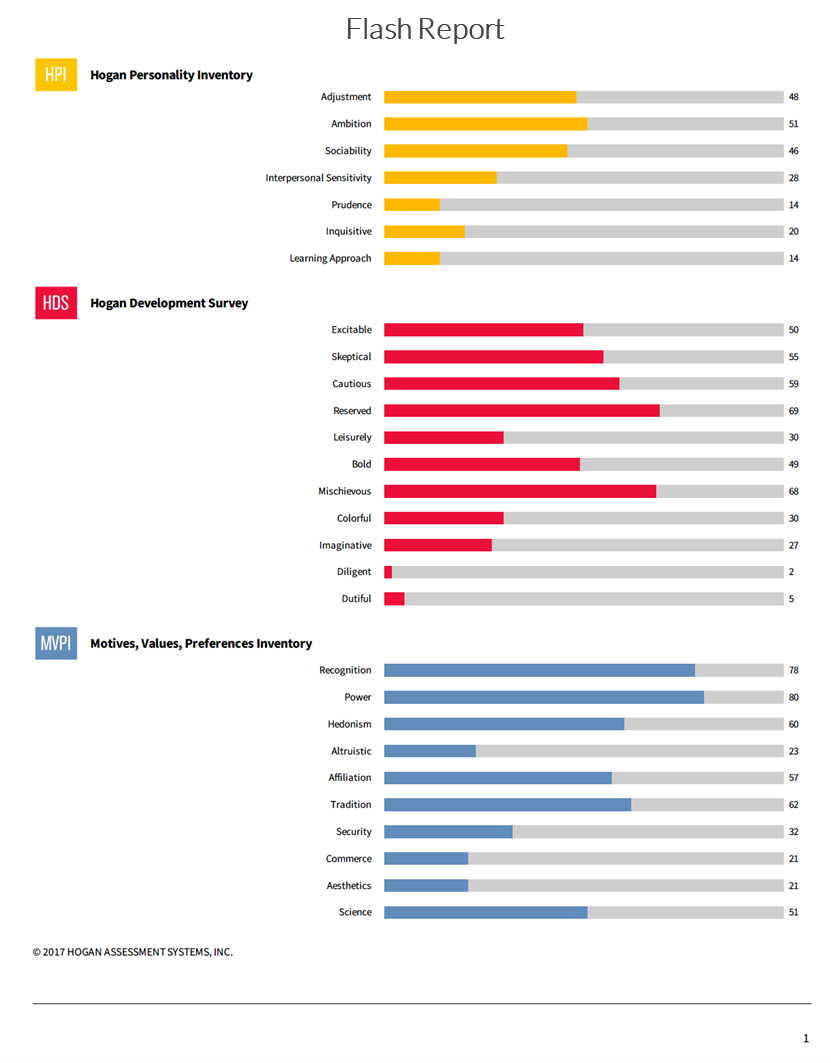 Flash Report
HPI Hogan Personality Inventory
Adjustment 48
Ambition 51
Sociability 46
Interpersonal Sensitivity 28
Prudence 14
Inquisitive 20
Learning Approach 14
HDS Hogan Development Survey
Excitable 50
Skeptical 55
Cautious 59
Reserved 69
Leisurely 30
Bold 49
Mischievous 68
Colorful 30
Imaginative 27
Diligent 2
Dutiful 5
MVPI Motives, Values, Preferences Inventory
Recognition 78
Power 80
Hedonism 60
Altruistic 23
Affiliation 57
Tradition 62
Security 32
Commerce 21
Aesthetics 21
Science 51
© 2017 HOGAN ASSESSMENT SYSTEMS, INC.
1